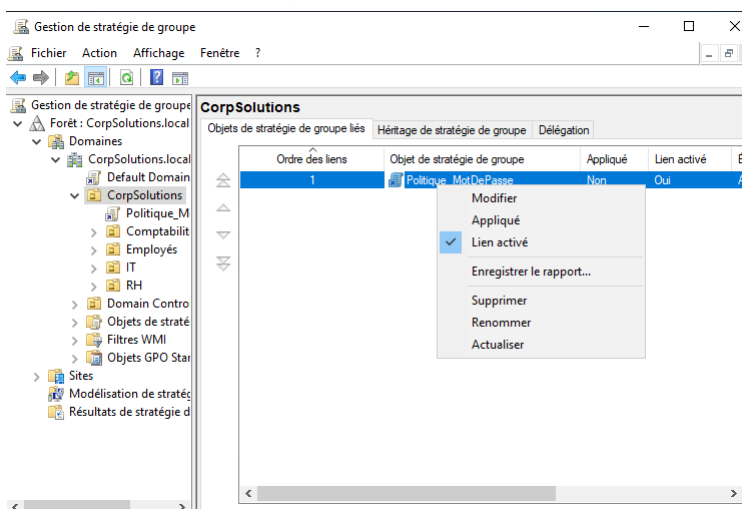 Gestion de stratégie de groupe
Fichier Action Affichage Fenêtre ?
Gestion de stratégie de groupe
Forêt : CorpSolutions.local
Domaines
CorpSolutions.local
Default Domain
CorpSolutions
Politique_M
Comptabilit
Employés
IT
RH
Domain Contro
Objets de straté
Filtres WMI
Objets GPO Star
Sites
Modélisation de stratég
Résultats de stratégie d
CorpSolutions
Objets de stratégie de groupe liés Héritage de stratégie de groupe Délégation
Ordre des liens Objet de stratégie de groupe Appliqué Lien activé
1 Politique_MotDePasse Non Oui
Modifier
Appliqué
Lien activé
Enregistrer le rapport...
Supprimer
Renommer
Actualiser